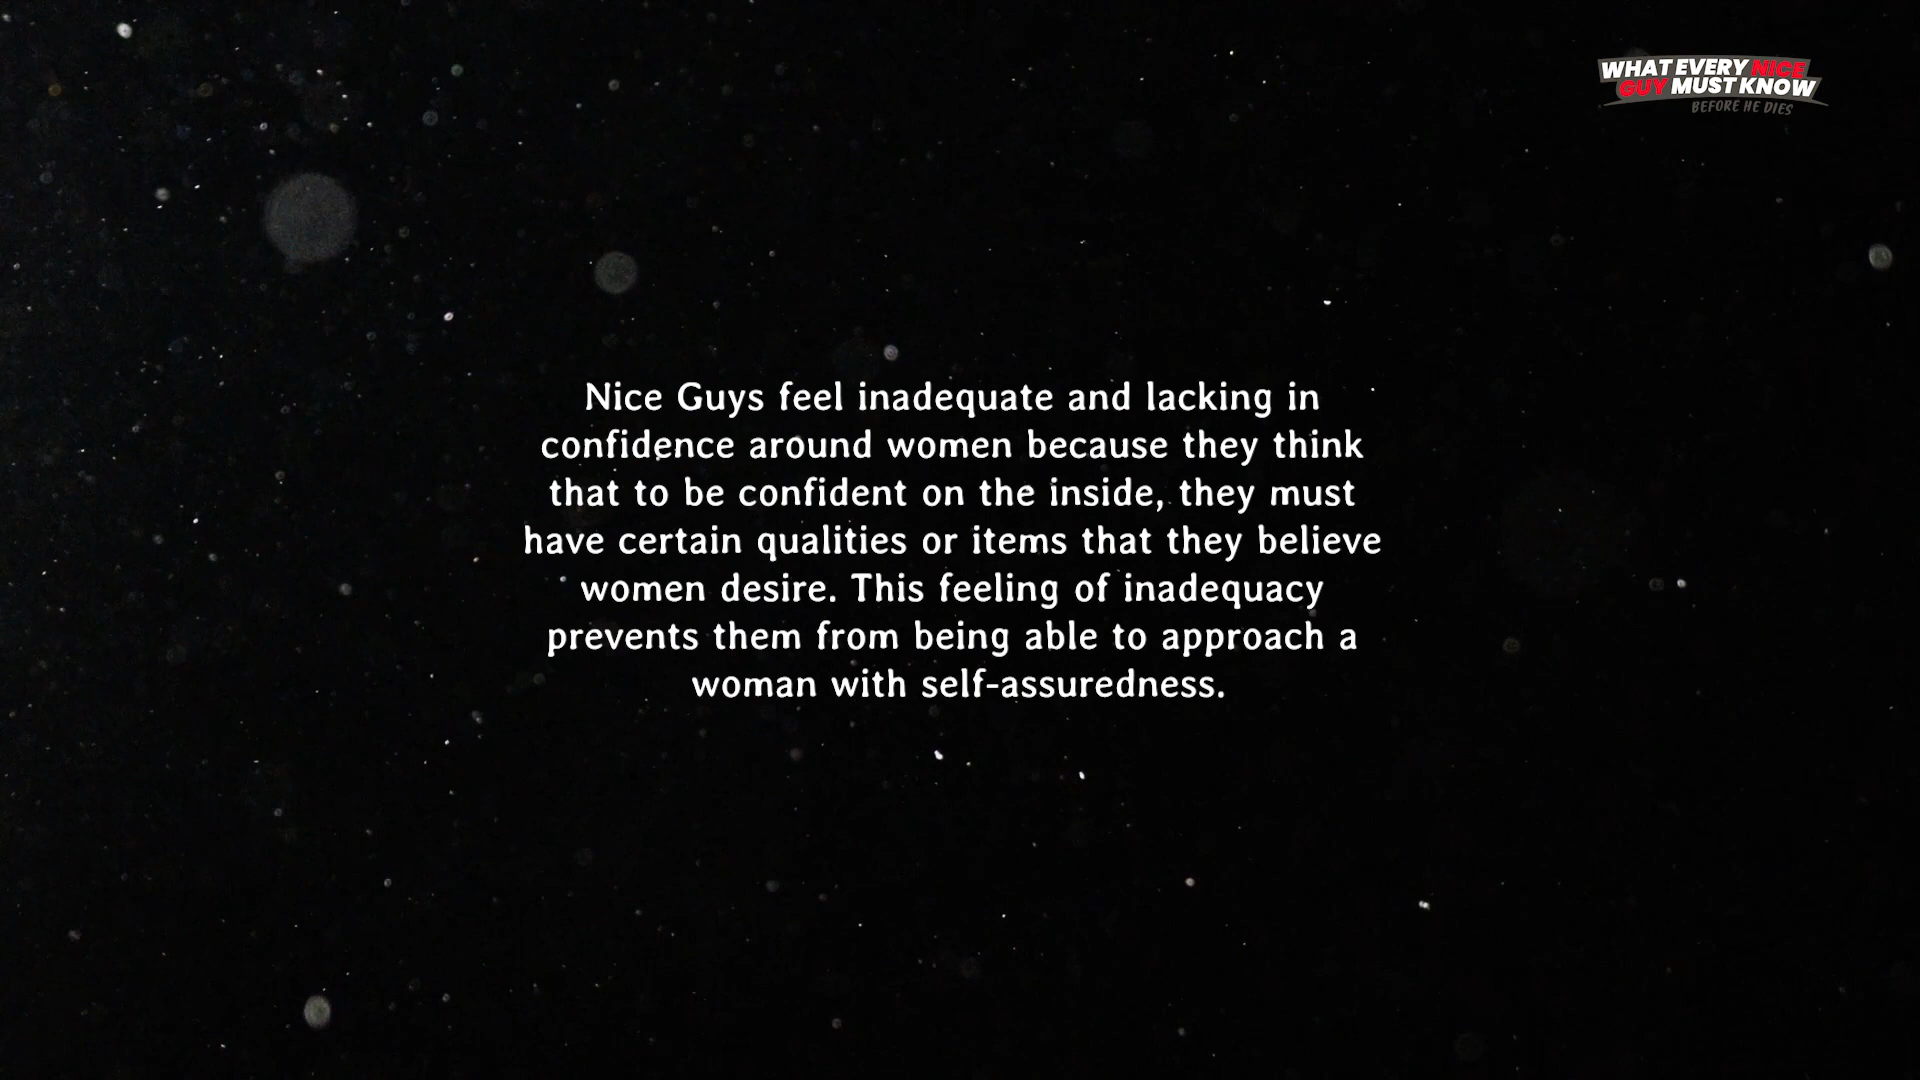 WHAT EVERY NICE
GUY MUST KNOW
BEFORE HE DIES
Nice Guys feel inadequate and lacking in
confidence around women because they think
that to be confident on the inside, they must
have certain qualities or items that they believe
women desire. This feeling of inadequacy
prevents them from being able to approach a
woman with self-assuredness.